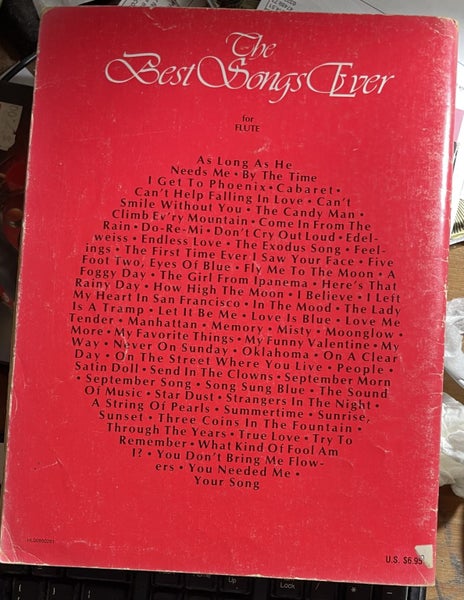 The
Best Songs Ever
for
FLUTE
As Long As He
Needs Me • By The Time
I Get To Phoenix • Cabaret •
Can't Help Falling In Love • Can't
Smile Without You • The Candy Man •
Climb Ev'ry Mountain • Come In From The
Rain • Do-Re-Mi • Don't Cry Out Loud • Edel-
weiss • Endless Love • The Exodus Song • Feel-
ings • The First Time Ever I Saw Your Face • Five
Foot Two, Eyes Of Blue • Fly Me To The Moon • A
Foggy Day • The Girl From Ipanema • Here's That
Rainy Day • How High The Moon • I Believe • I Left
My Heart In San Francisco • In The Mood • The Lady
Is A Tramp • Let It Be Me • Love Is Blue • Love Me
Tender • Manhattan • Memory • Misty • Moonglow •
More • My Favorite Things • My Funny Valentine • My
Way • Never On Sunday • Oklahoma • On A Clear
Day • On The Street Where You Live • People •
Satin Doll • Send In The Clowns • September Morn
• September Song • Song Sung Blue • The Sound
Of Music • Star Dust • Strangers In The Night •
A String Of Pearls • Summertime • Sunrise,
Sunset • Three Coins In The Fountain •
Through The Years • True Love • Try To
Remember • What Kind Of Fool Am
I? • You Don't Bring Me Flow-
ers • You Needed Me •
Your Song
U.S. $6.95
Up
Lock